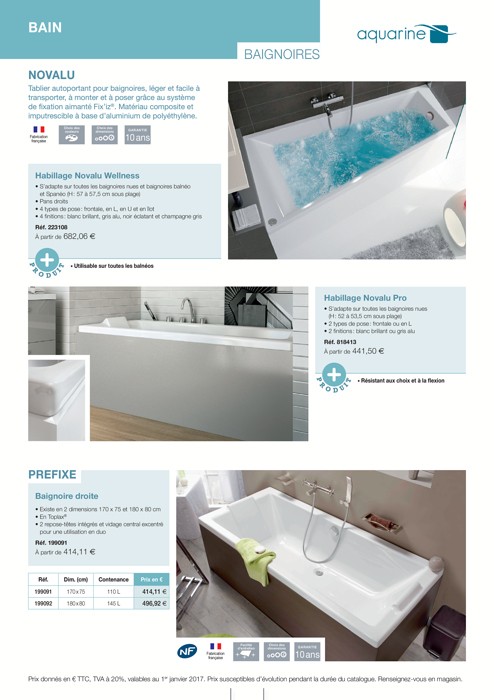 BAIN
aquarine
BAIGNOIRES
NOVALU
Tablier autoportant pour baignoires, léger et facile à
transporter, à monter et à poser grâce au système
de fixation aimanté Fix'iz®. Matériau composite et
imputrescible à base d'aluminium de polyéthylène.
Fabrication
française
GARANTIE
10 ans
Habillage Novalu Wellness
• S'adapte sur toutes les baignoires nues et baignoires balnéo
et Spanéo (H : 57 à 57,5 cm sous plage)
• Pans droits
• 4 types de pose : frontale, en L, en U et en îlot
• 4 finitions : blanc brillant, gris alu, noir éclatant et champagne gris
Réf. 223108
À partir de 682,06 €
PRODUIT
• Utilisable sur toutes les balnéos
Habillage Novalu Pro
• S'adapte sur toutes les baignoires nues
(H : 52 à 53,5 cm sous plage)
• 2 types de pose : frontale ou en L
• 2 finitions : blanc brillant ou gris alu
Réf. 818413
À partir de 441,50 €
PRODUIT
• Résistant aux choix et à la flexion
PREFIXE
Baignoire droite
• Existe en 2 dimensions 170 x 75 et 180 x 80 cm
• En Toplax®
• 2 repose-têtes intégrés et vidage central excentré
pour une utilisation en duo
Réf. 199091
À partir de 414,11 €
Réf. Dim. (cm) Contenance Prix en €
199091 170x75 110 L 414,11 €
199092 180x80 145 L 496,92 €
NF
Fabrication
française
GARANTIE
10 ans
Prix donnés en € TTC, TVA à 20%, valables au 1er janvier 2017. Prix susceptibles d'évolution pendant la durée du catalogue. Renseignez-vous en magasin.